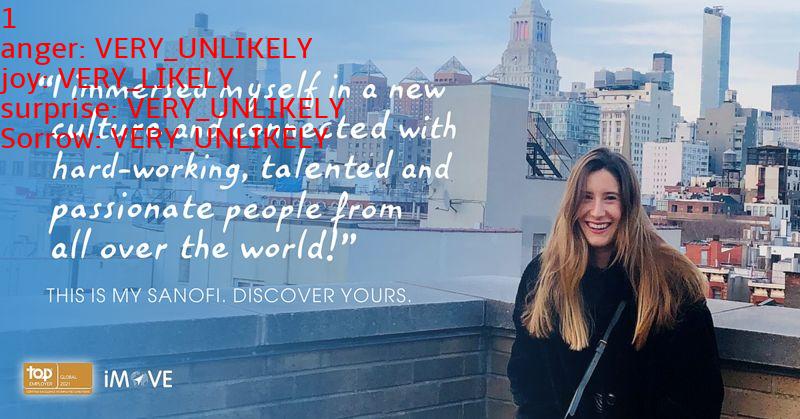 1
anger: VERY_UNLIKELY
joy: VERY_LIKELY
surprise: VERY_UNLIKELY
Sorrow: VERY_UNLIKELY
“I immersed myself in a new
culture and connected with
hard-working, talented and
passionate people from
all over the world!”
THIS IS MY SANOFI. DISCOVER YOURS.
top
EMPLOYER
GLOBAL
2021
iMOVE